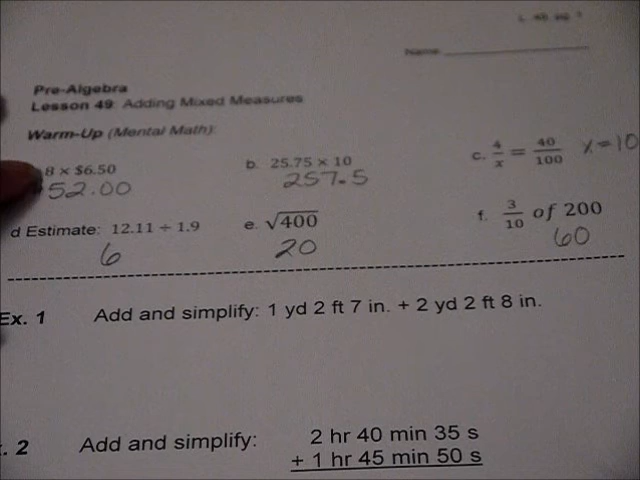 Name
Pre-Algebra
Lesson 49: Adding Mixed Measures
Warm-Up (Mental Math):
8 x $6.50
52.00
b. 25.75 x 10
257.5
c. 4/x = 40/100 x=10
d Estimate: 12.11 ÷ 1.9
6
e. √400
20
f. 3/10 of 200
60
Ex. 1 Add and simplify: 1 yd 2 ft 7 in. + 2 yd 2 ft 8 in.
. 2 Add and simplify: 2 hr 40 min 35 s
+ 1 hr 45 min 50 s